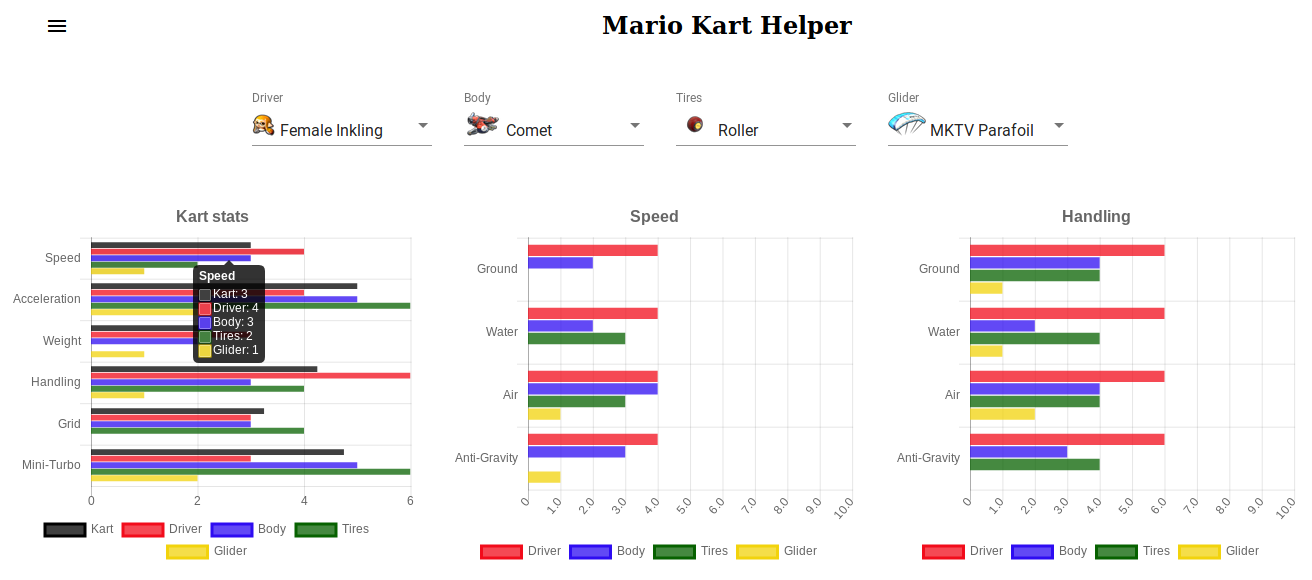 Mario Kart Helper
Driver Body Tires Glider
Female Inkling Comet Roller MKTV Parafoil
Kart stats
Speed
Acceleration
Weight
Handling
Grid
Mini-Turbo
Speed
Kart: 3
Driver: 4
Body: 3
Tires: 2
Glider: 1
0 2 4 6
Kart Driver Body Tires
Glider
Speed
Ground
Water
Air
Anti-Gravity
0 1.0 2.0 3.0 4.0 5.0 6.0 7.0 8.0 9.0 10.0
Driver Body Tires Glider
Handling
Ground
Water
Air
Anti-Gravity
0 1.0 2.0 3.0 4.0 5.0 6.0 7.0 8.0 9.0 10.0
Driver Body Tires Glider